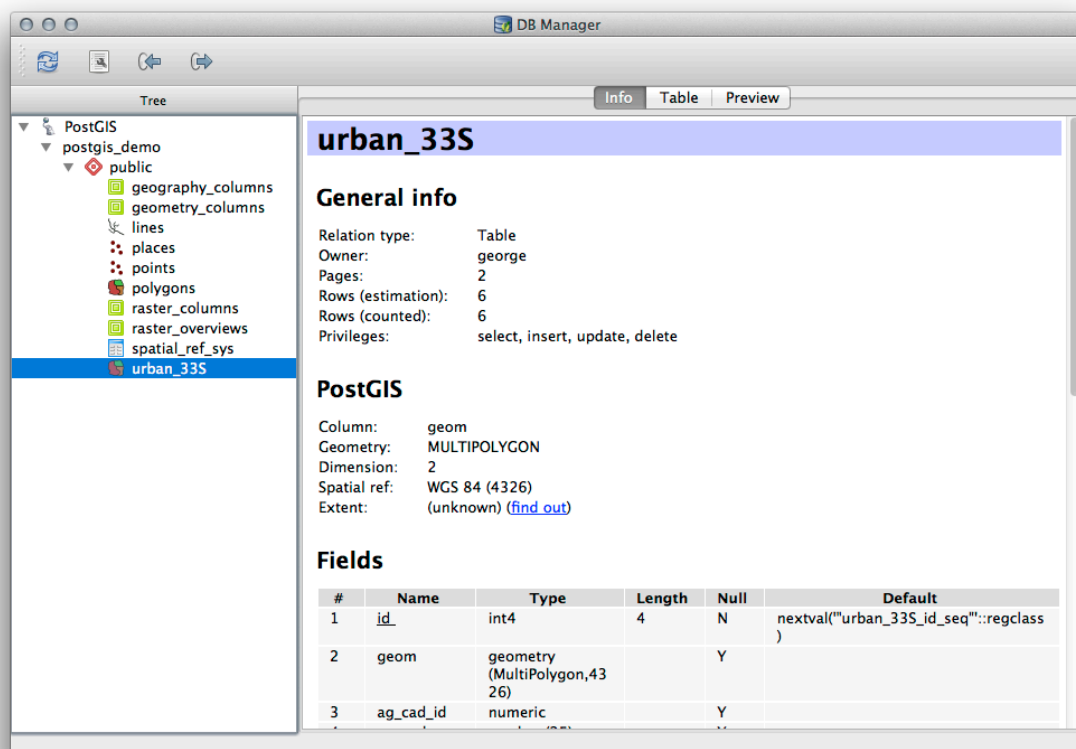 DB Manager
Tree
Info Table Preview
PostGIS
postgis_demo
public
geography_columns
geometry_columns
lines
places
points
polygons
raster_columns
raster_overviews
spatial_ref_sys
urban_33S
urban_33S
General info
Relation type: Table
Owner: george
Pages: 2
Rows (estimation): 6
Rows (counted): 6
Privileges: select, insert, update, delete
PostGIS
Column: geom
Geometry: MULTIPOLYGON
Dimension: 2
Spatial ref: WGS 84 (4326)
Extent: (unknown) (find out)
Fields
# Name Type Length Null Default
1 id int4 4 N nextval('"urban_33S_id_seq"'::regclass
)
2 geom geometry Y
(MultiPolygon,43
26)
3 ag_cad_id numeric Y